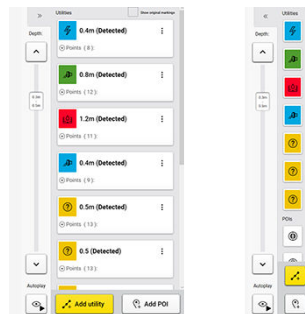 Utilities
Show original markings
Depth:
0.4m (Detected)
Points ( 8 ):
0.8m (Detected)
Points ( 12 ):
1.2m (Detected)
Points ( 11 ):
0.4m (Detected)
Points ( 9 ):
0.5m (Detected)
Points ( 13 ):
0.5 (Detected)
Points ( 13 ):
Autoplay
Add utility
Add POI
Utilities
Depth:
POIs
Autoplay